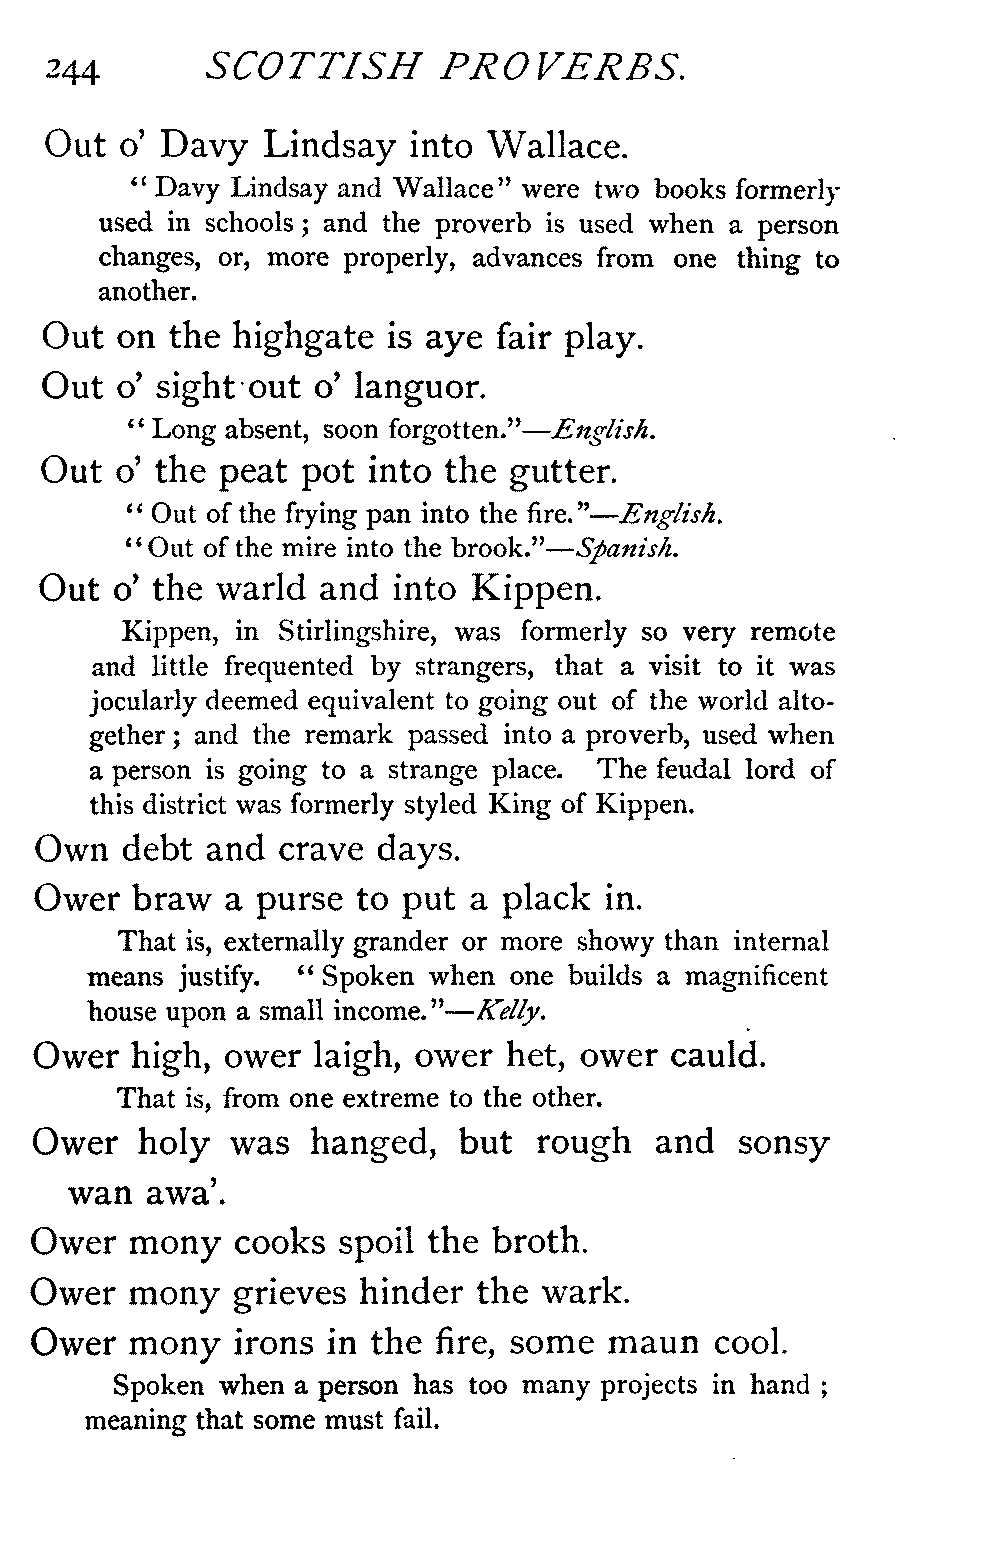 244 SCOTTISH PROVERBS.
Out o' Davy Lindsay into Wallace.
“Davy Lindsay and Wallace” were two books formerly
used in schools; and the proverb is used when a person
changes, or, more properly, advances from one thing to
another.
Out on the highgate is aye fair play.
Out o' sight out o' languor.
“Long absent, soon forgotten.”—English.
Out o' the peat pot into the gutter.
“Out of the frying pan into the fire.”—English.
“Out of the mire into the brook.”—Spanish.
Out o' the warld and into Kippen.
Kippen, in Stirlingshire, was formerly so very remote
and little frequented by strangers, that a visit to it was
jocularly deemed equivalent to going out of the world alto-
gether; and the remark passed into a proverb, used when
a person is going to a strange place. The feudal lord of
this district was formerly styled King of Kippen.
Own debt and crave days.
Ower braw a purse to put a plack in.
That is, externally grander or more showy than internal
means justify. “Spoken when one builds a magnificent
house upon a small income.”—Kelly.
Ower high, ower laigh, ower het, ower cauld.
That is, from one extreme to the other.
Ower holy was hanged, but rough and sonsy
wan awa'.
Ower mony cooks spoil the broth.
Ower mony grieves hinder the wark.
Ower mony irons in the fire, some maun cool.
Spoken when a person has too many projects in hand;
meaning that some must fail.